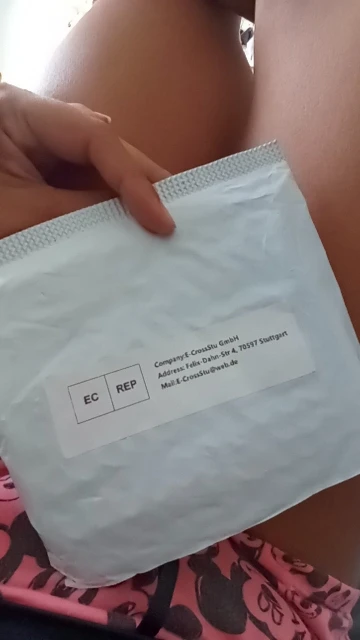 EC REP
Company:E-CrossStu GmbH
Address: Felix-Dahn-Str 4, 70597 Stuttgart
Mail:E-CrossStu@web.de